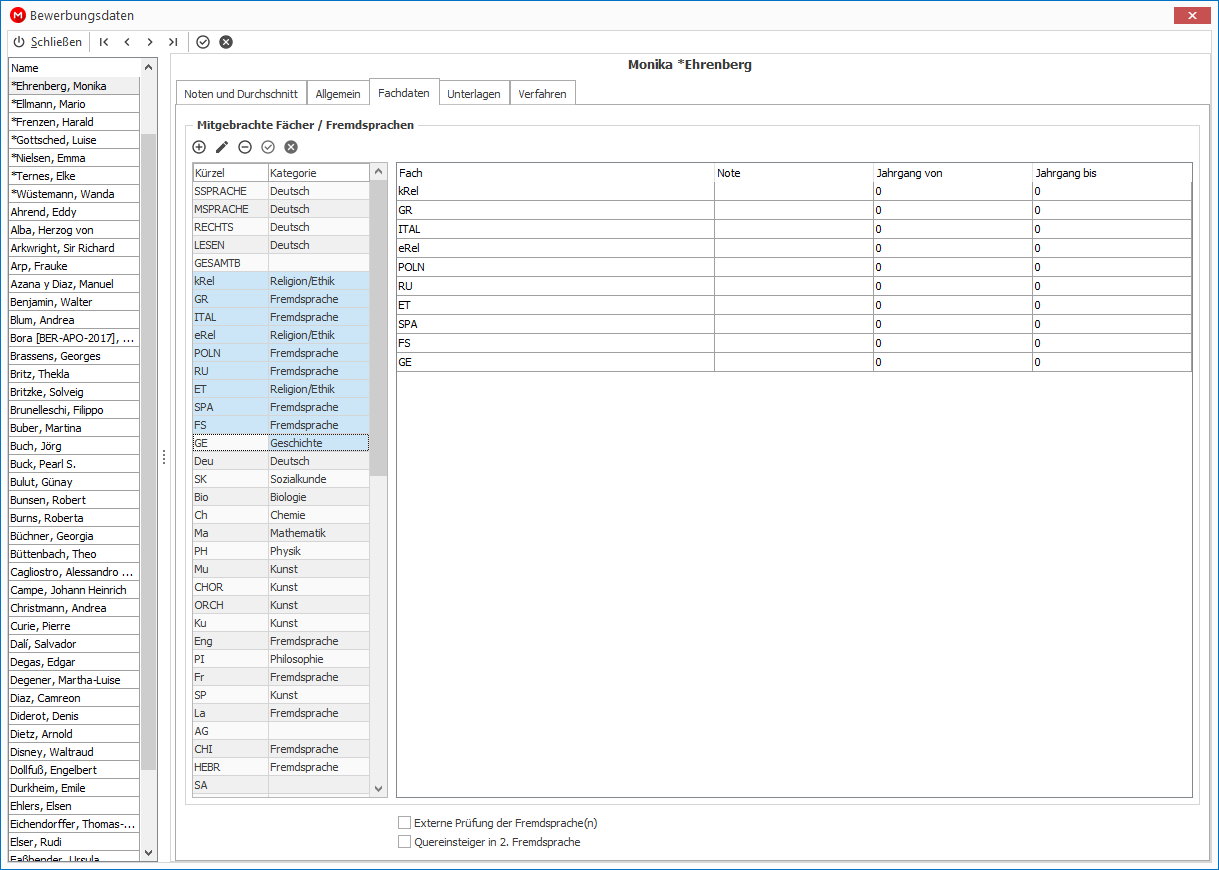 Bewerbungsdaten
Schließen
Name
*Ehrenberg, Monika
*Ellmann, Mario
*Frenzen, Harald
*Gottsched, Luise
*Nielsen, Emma
*Ternes, Elke
*Wüstemann, Wanda
Ahrend, Eddy
Alba, Herzog von
Arkwright, Sir Richard
Arp, Frauke
Azana y Diaz, Manuel
Benjamin, Walter
Blum, Andrea
Bora [BER-APO-2017], ...
Brassens, Georges
Britz, Thekla
Britzke, Solveig
Brunelleschi, Filippo
Buber, Martina
Buch, Jörg
Buck, Pearl S.
Bulut, Günay
Bunsen, Robert
Burns, Roberta
Büchner, Georgia
Büttenbach, Theo
Cagliostro, Alessandro ...
Campe, Johann Heinrich
Christmann, Andrea
Curie, Pierre
Dalí, Salvador
Degas, Edgar
Degener, Martha-Luise
Diaz, Camreon
Diderot, Denis
Dietz, Arnold
Disney, Waltraud
Dollfuß, Engelbert
Durkheim, Emile
Ehlers, Elsen
Eichendorffer, Thomas-...
Elser, Rudi
Faßbender, Ursula
Monika *Ehrenberg
Noten und Durchschnitt Allgemein Fachdaten Unterlagen Verfahren
Mitgebrachte Fächer / Fremdsprachen
Kürzel Kategorie
SSPRACHE Deutsch
MSPRACHE Deutsch
RECHTS Deutsch
LESEN Deutsch
GESAMTB
kRel Religion/Ethik
GR Fremdsprache
ITAL Fremdsprache
eRel Religion/Ethik
POLN Fremdsprache
RU Fremdsprache
ET Religion/Ethik
SPA Fremdsprache
FS Fremdsprache
GE Geschichte
Deu Deutsch
SK Sozialkunde
Bio Biologie
Ch Chemie
Ma Mathematik
PH Physik
Mu Kunst
CHOR Kunst
ORCH Kunst
Ku Kunst
Eng Fremdsprache
PI Philosophie
Fr Fremdsprache
SP Kunst
La Fremdsprache
AG
CHI Fremdsprache
HEBR Fremdsprache
SA
Fach Note Jahrgang von Jahrgang bis
kRel 0 0
GR 0 0
ITAL 0 0
eRel 0 0
POLN 0 0
RU 0 0
ET 0 0
SPA 0 0
FS 0 0
GE 0 0
Externe Prüfung der Fremdsprache(n)
Quereinsteiger in 2. Fremdsprache